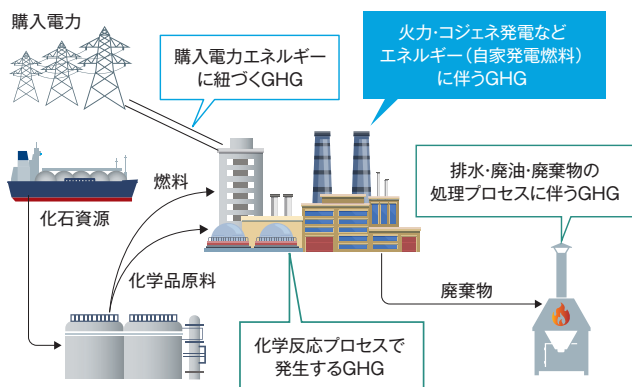 購入電力
購入電力エネルギー
に紐づくGHG
火力・コジェネ発電など
エネルギー（自家発電燃料）
に伴うGHG
燃料
化石資源
排水・廃油・廃棄物の
処理プロセスに伴うGHG
化学品原料
廃棄物
化学反応プロセスで
発生するGHG